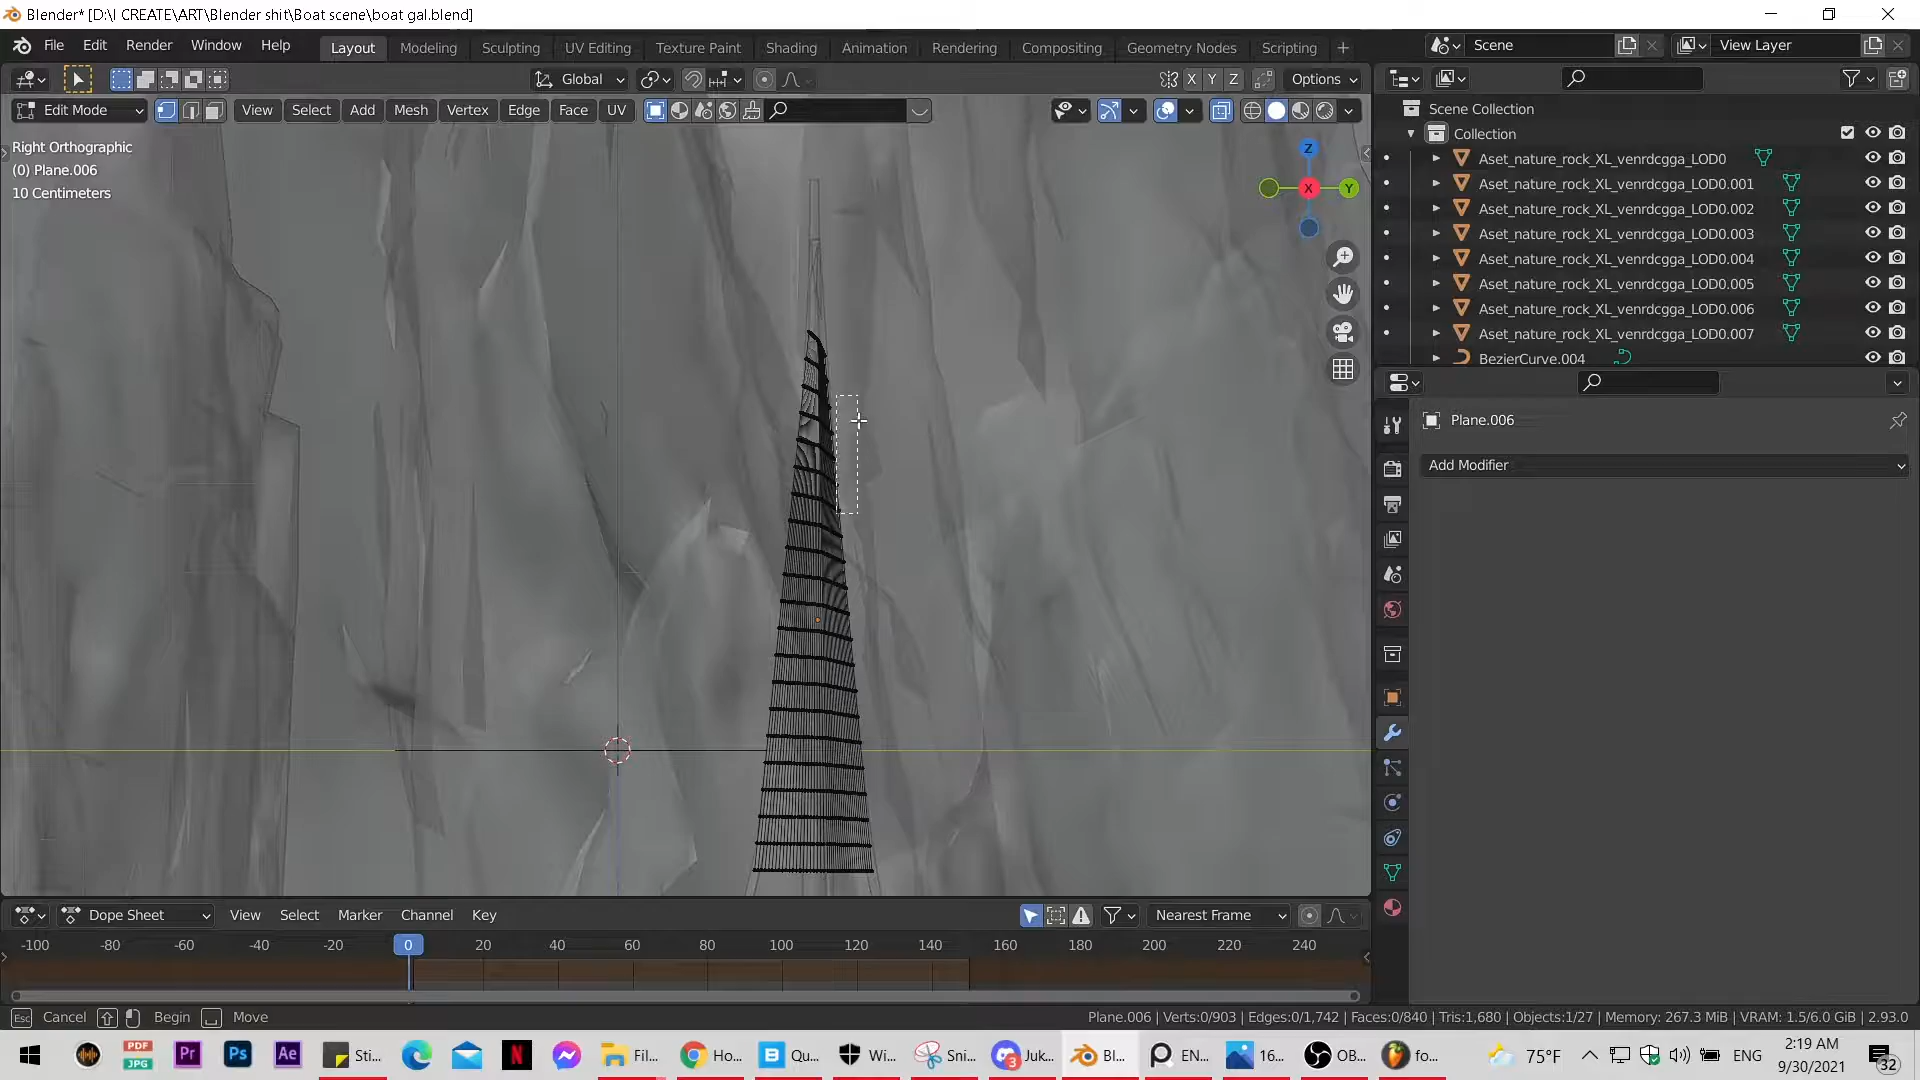 Blender* [D:\I CREATE\ART\Blender shit\Boat scene\boat gal.blend]
File Edit Render Window Help Layout Modeling Sculpting UV Editing Texture Paint Shading Animation Rendering Compositing Geometry Nodes Scripting Scene View Layer
Global X Y Z Options
Edit Mode View Select Add Mesh Vertex Edge Face UV
Scene Collection
Collection
Right Orthographic
(0) Plane.006
10 Centimeters
Z
X
Y
Aset_nature_rock_XL_venrdcgga_LOD0
Aset_nature_rock_XL_venrdcgga_LOD0.001
Aset_nature_rock_XL_venrdcgga_LOD0.002
Aset_nature_rock_XL_venrdcgga_LOD0.003
Aset_nature_rock_XL_venrdcgga_LOD0.004
Aset_nature_rock_XL_venrdcgga_LOD0.005
Aset_nature_rock_XL_venrdcgga_LOD0.006
Aset_nature_rock_XL_venrdcgga_LOD0.007
BezierCurve.004
Plane.006
Add Modifier
Dope Sheet View Select Marker Channel Key Nearest Frame
-100 -80 -60 -40 -20 0 20 40 60 80 100 120 140 160 180 200 220 240
Esc Cancel Begin Move Plane.006 | Verts:0/903 | Edges:0/1,742 | Faces:0/840 | Tris:1,680 | Objects:1/27 | Memory: 267.3 MiB | VRAM: 1.5/6.0 GiB | 2.93.0
PDF JPG Pr Ps Ae Sti... N Fil... Ho... B Qu... Wi... Sni... 3 Juk... Bl... EN... 16... OB... fo... 75°F ENG 2:19 AM
9/30/2021 32